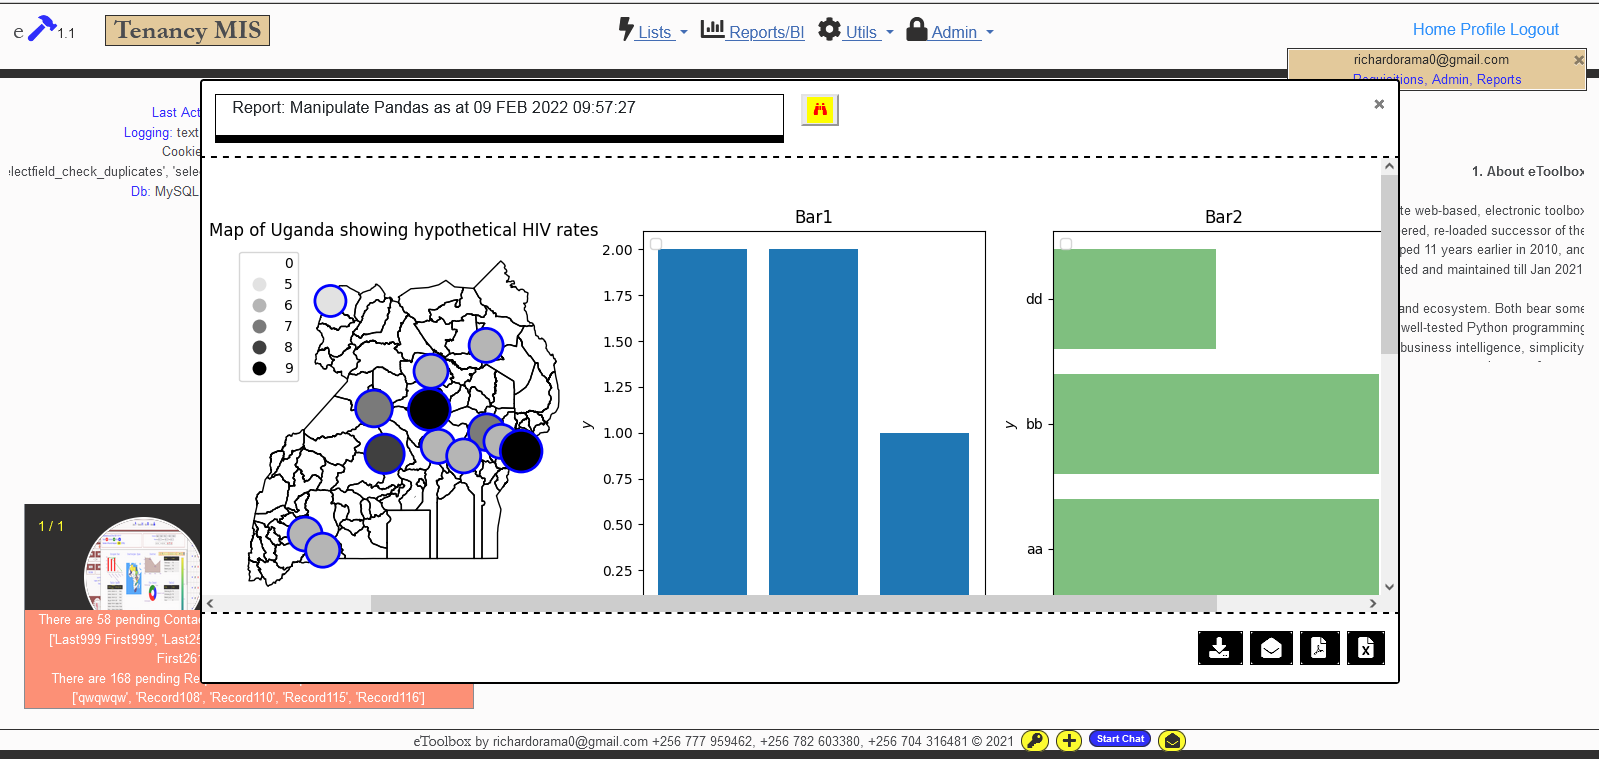 e 1.1
Tenancy MIS
Lists Reports/BI Utils Admin
Home Profile Logout
richardorama0@gmail.com
Requisitions, Admin, Reports
Report: Manipulate Pandas as at 09 FEB 2022 09:57:27
Last Act
Logging: text
Cookie
electfield_check_duplicates', 'sele
Db: MySQL
Map of Uganda showing hypothetical HIV rates
0
5
6
7
8
9
Bar1
2.00
1.75
1.50
1.25
1.00
0.75
0.50
0.25
y
Bar2
dd
bb
aa
y
1. About eToolbox
te web-based, electronic toolbox
ered, re-loaded successor of the
ped 11 years earlier in 2010, and
ted and maintained till Jan 2021
and ecosystem. Both bear some
well-tested Python programming
business intelligence, simplicity
1 / 1
There are 58 pending Conta
['Last999 First999', 'Last25
First261
There are 168 pending Re
['qwqwqw', 'Record108', 'Record110', 'Record115', 'Record116']
eToolbox by richardorama0@gmail.com +256 777 959462, +256 782 603380, +256 704 316481 © 2021
Start Chat